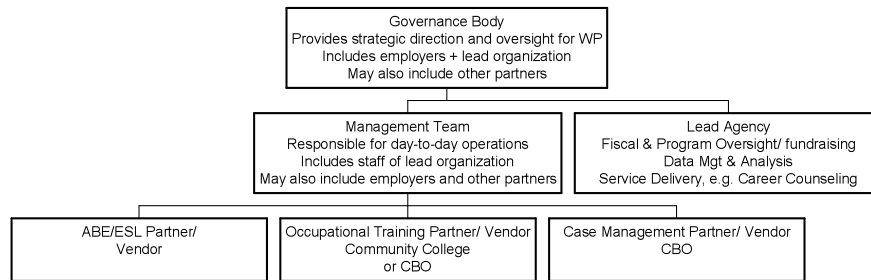 Governance Body
Provides strategic direction and oversight for WP
Includes employers + lead organization
May also include other partners
Management Team
Responsible for day-to-day operations
Includes staff of lead organization
May also include employers and other partners
Lead Agency
Fiscal & Program Oversight/ fundraising
Data Mgt & Analysis
Service Delivery, e.g. Career Counseling
ABE/ESL Partner/
Vendor
Occupational Training Partner/ Vendor
Community College
or CBO
Case Management Partner/ Vendor
CBO